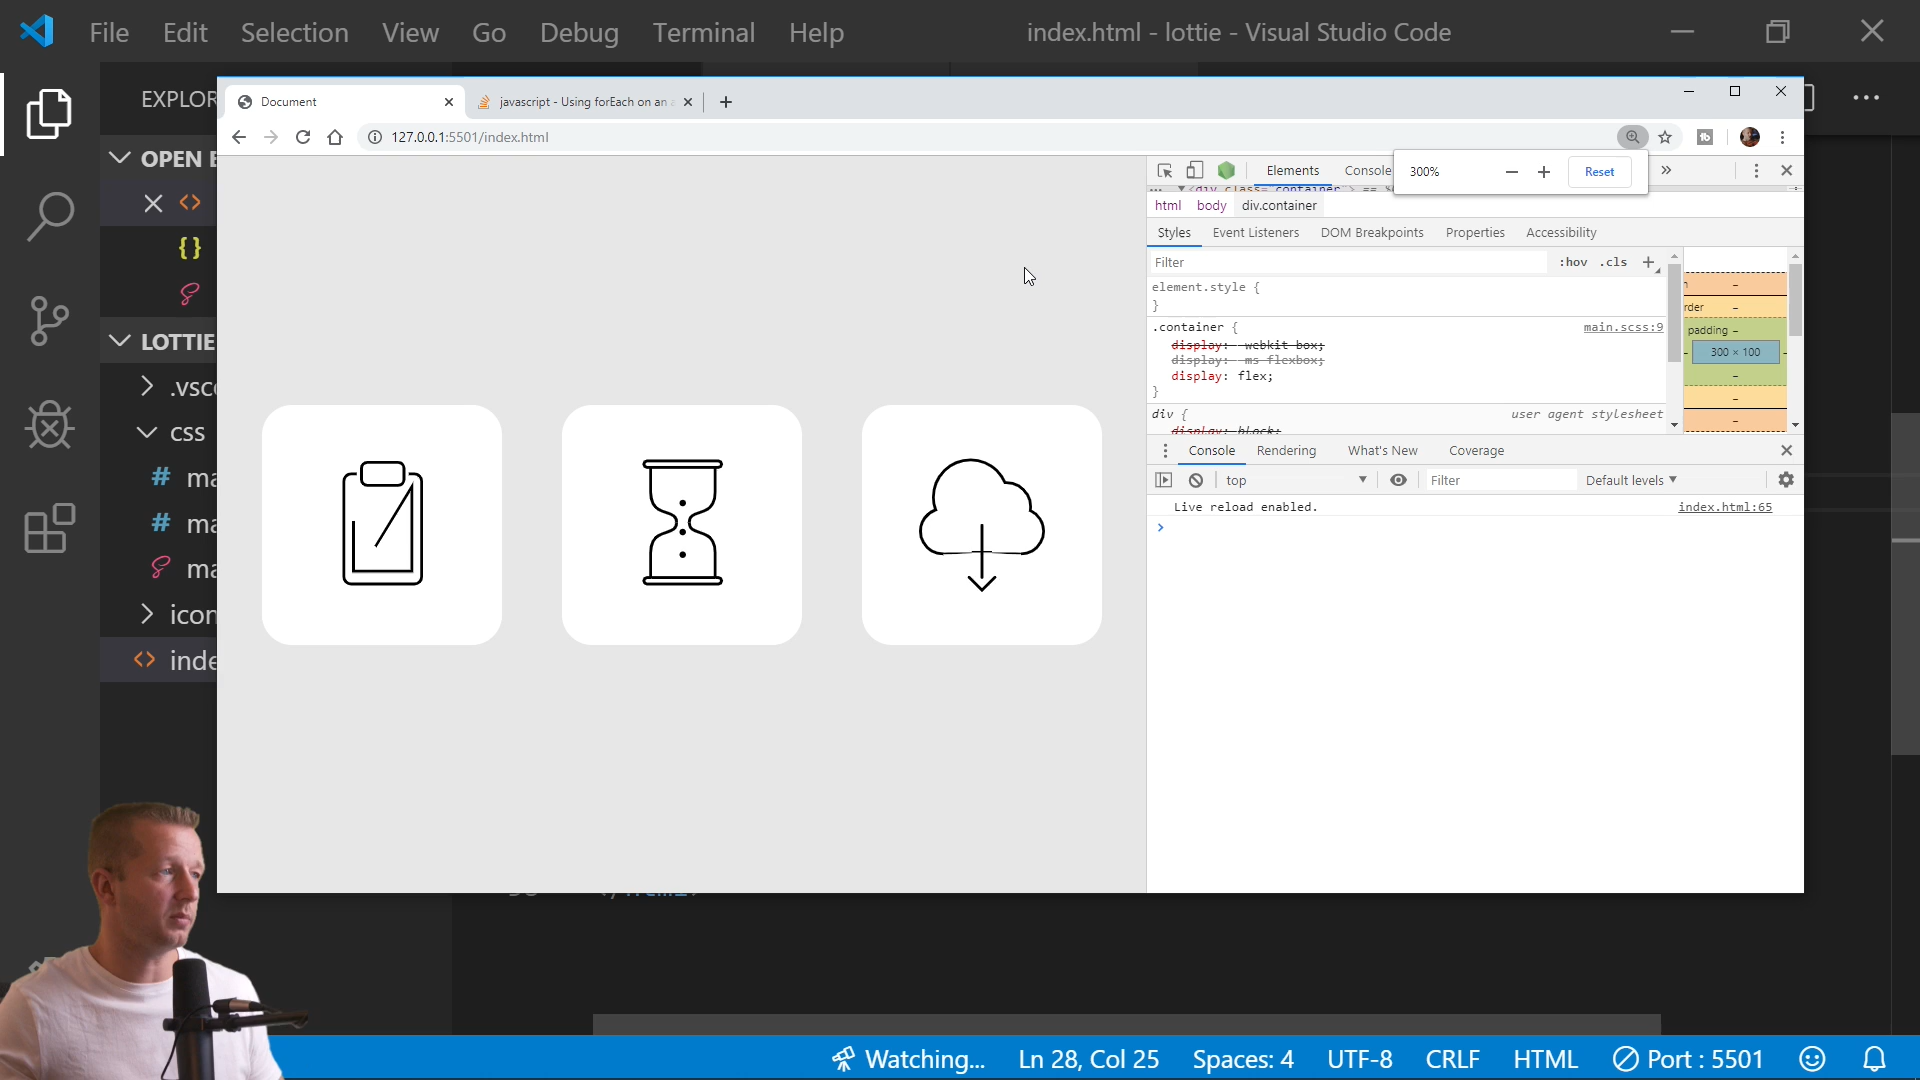 File Edit Selection View Go Debug Terminal Help
index.html - lottie - Visual Studio Code
EXPLOR
OPEN E
LOTTIE
.vsc
css
ma
ma
ma
icon
inde
Document
javascript - Using forEach on an a
127.0.0.1:5501/index.html
Elements
Console
300%
Reset
<div class="container"> ==
html body div.container
Styles Event Listeners DOM Breakpoints Properties Accessibility
Filter :hov .cls
element.style {
}
.container { main.scss:9
display: -webkit-box;
display: -ms-flexbox;
display: flex;
}
div { user agent stylesheet
display: block;
rder
padding
300 × 100
Console Rendering What's New Coverage
top Filter Default levels
Live reload enabled. index.html:65
Watching... Ln 28, Col 25 Spaces: 4 UTF-8 CRLF HTML Port : 5501